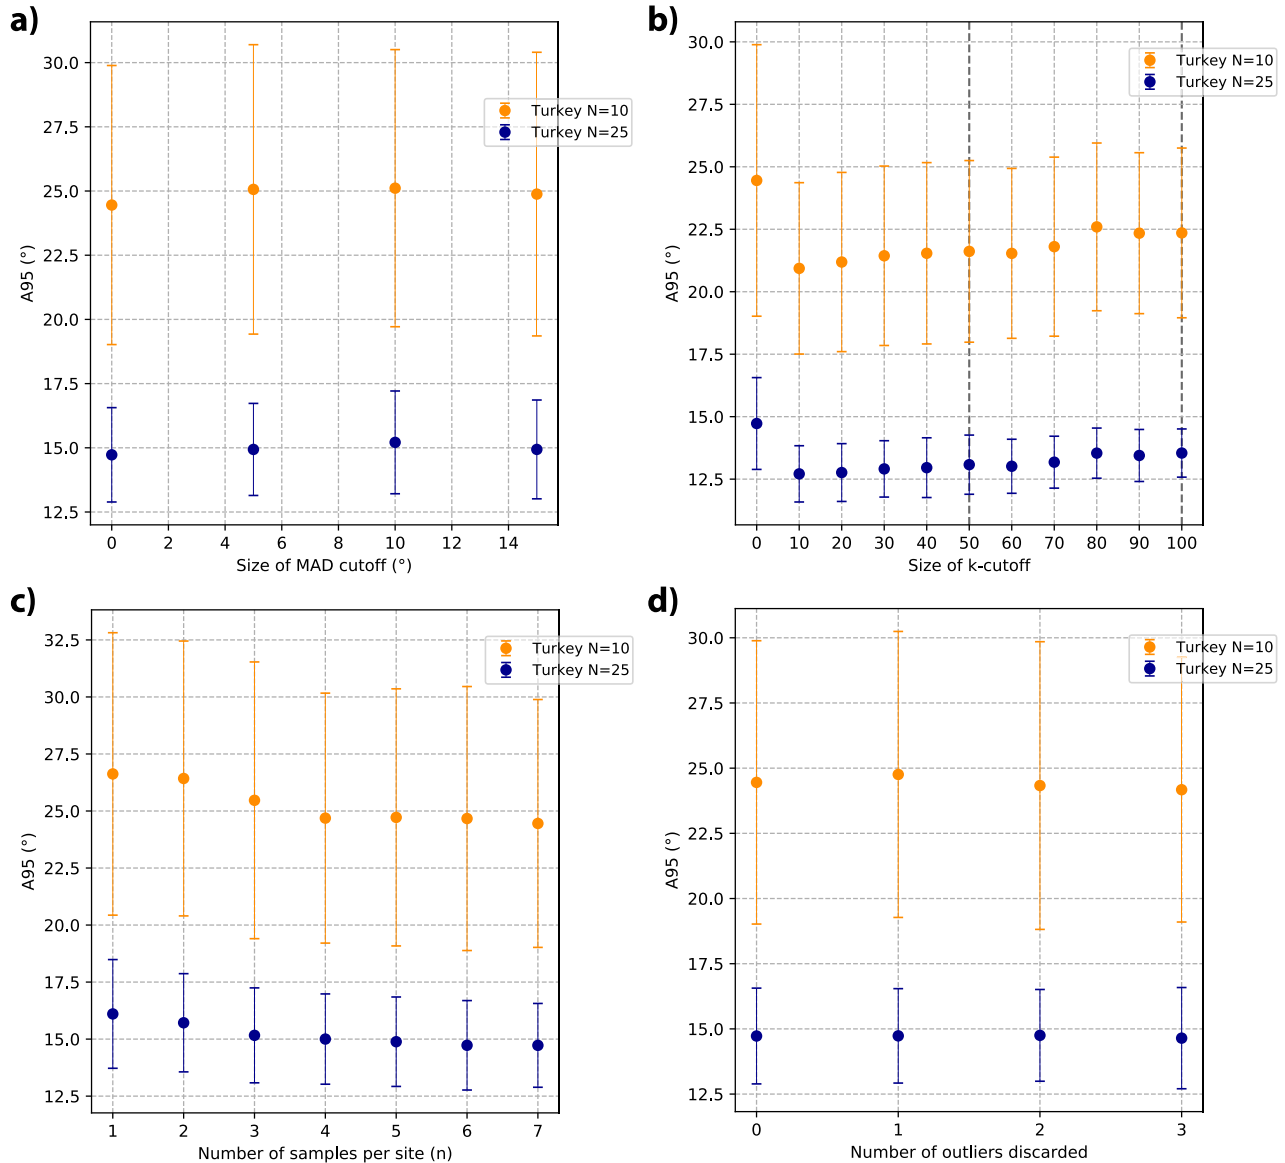 a)
30.0
27.5
25.0
22.5
20.0
17.5
15.0
12.5
A95 (°)
0 2 4 6 8 10 12 14
Size of MAD cutoff (°)
Turkey N=10
Turkey N=25
b)
30.0
27.5
25.0
22.5
20.0
17.5
15.0
12.5
A95 (°)
0 10 20 30 40 50 60 70 80 90 100
Size of k-cutoff
Turkey N=10
Turkey N=25
c)
32.5
30.0
27.5
25.0
22.5
20.0
17.5
15.0
12.5
A95 (°)
1 2 3 4 5 6 7
Number of samples per site (n)
Turkey N=10
Turkey N=25
d)
30.0
27.5
25.0
22.5
20.0
17.5
15.0
12.5
A95 (°)
0 1 2 3
Number of outliers discarded
Turkey N=10
Turkey N=25